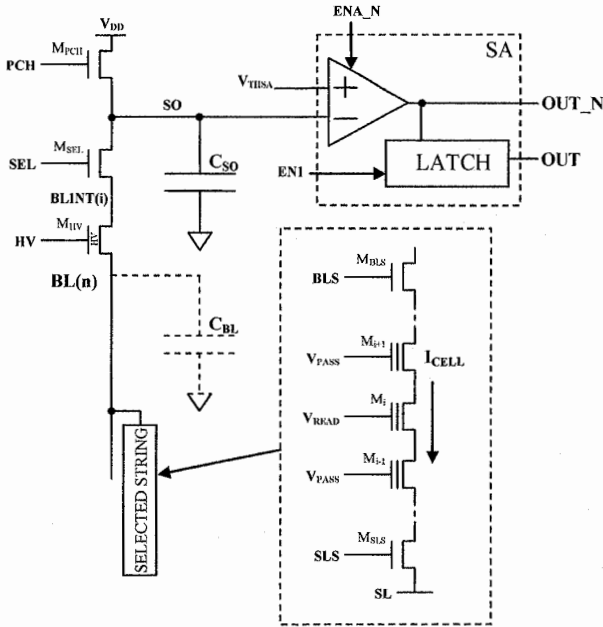 ENA_N
V_DD
SA
M_PCH
PCH
V_THSA
+
SO
−
OUT_N
M_SEL
SEL
C_SO
LATCH
OUT
EN1
BLINT(i)
M_HV
HV
HV
BL(n)
M_BLS
BLS
C_BL
M_i+1
V_PASS
I_CELL
M_i
V_READ
M_i-1
V_PASS
SELECTED STRING
M_SLS
SLS
SL